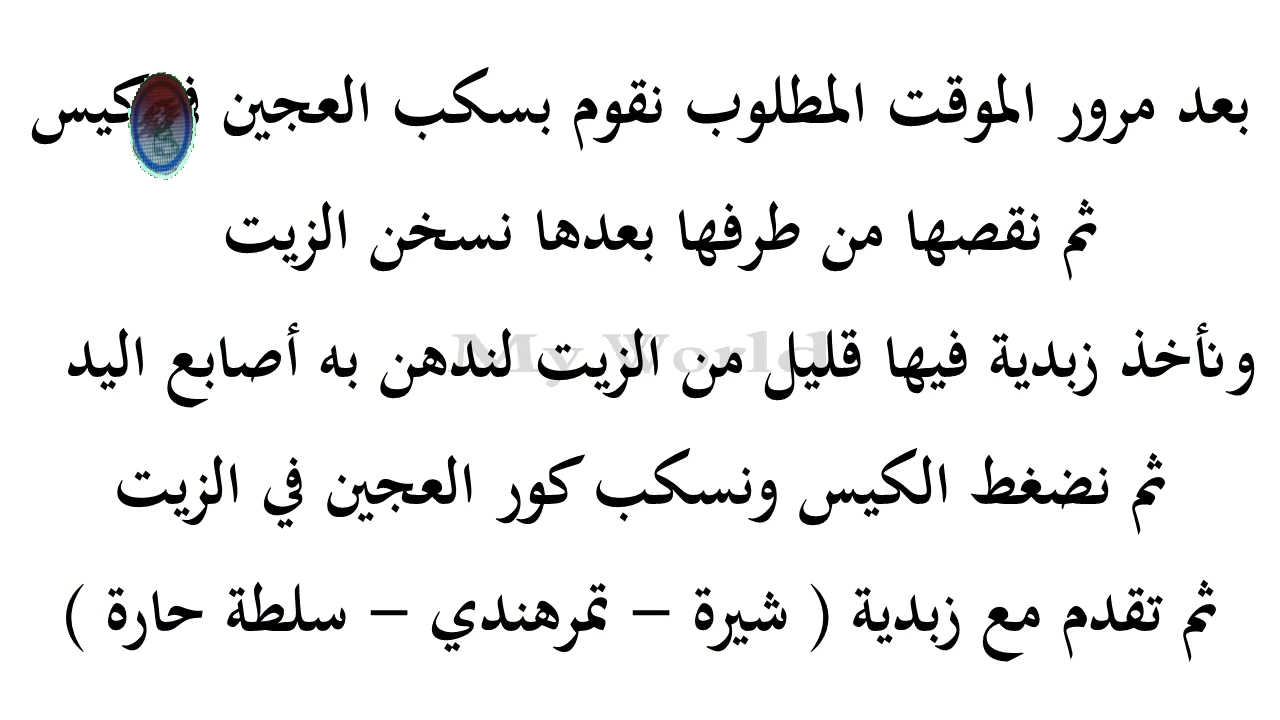 بعد مرور الموقت المطلوب نقوم بسكب العجين كيس
ثم نقصها من طرفها بعدها نسخن الزيت
ونأخذ زبدية فيها قليل من الزيت لندهن به أصابع اليد
My World
ثم نضغط الكيس ونسكب كور العجين في الزيت
ثم تقدم مع زبدية ( شيرة – تمرهندي – سلطة حارة )